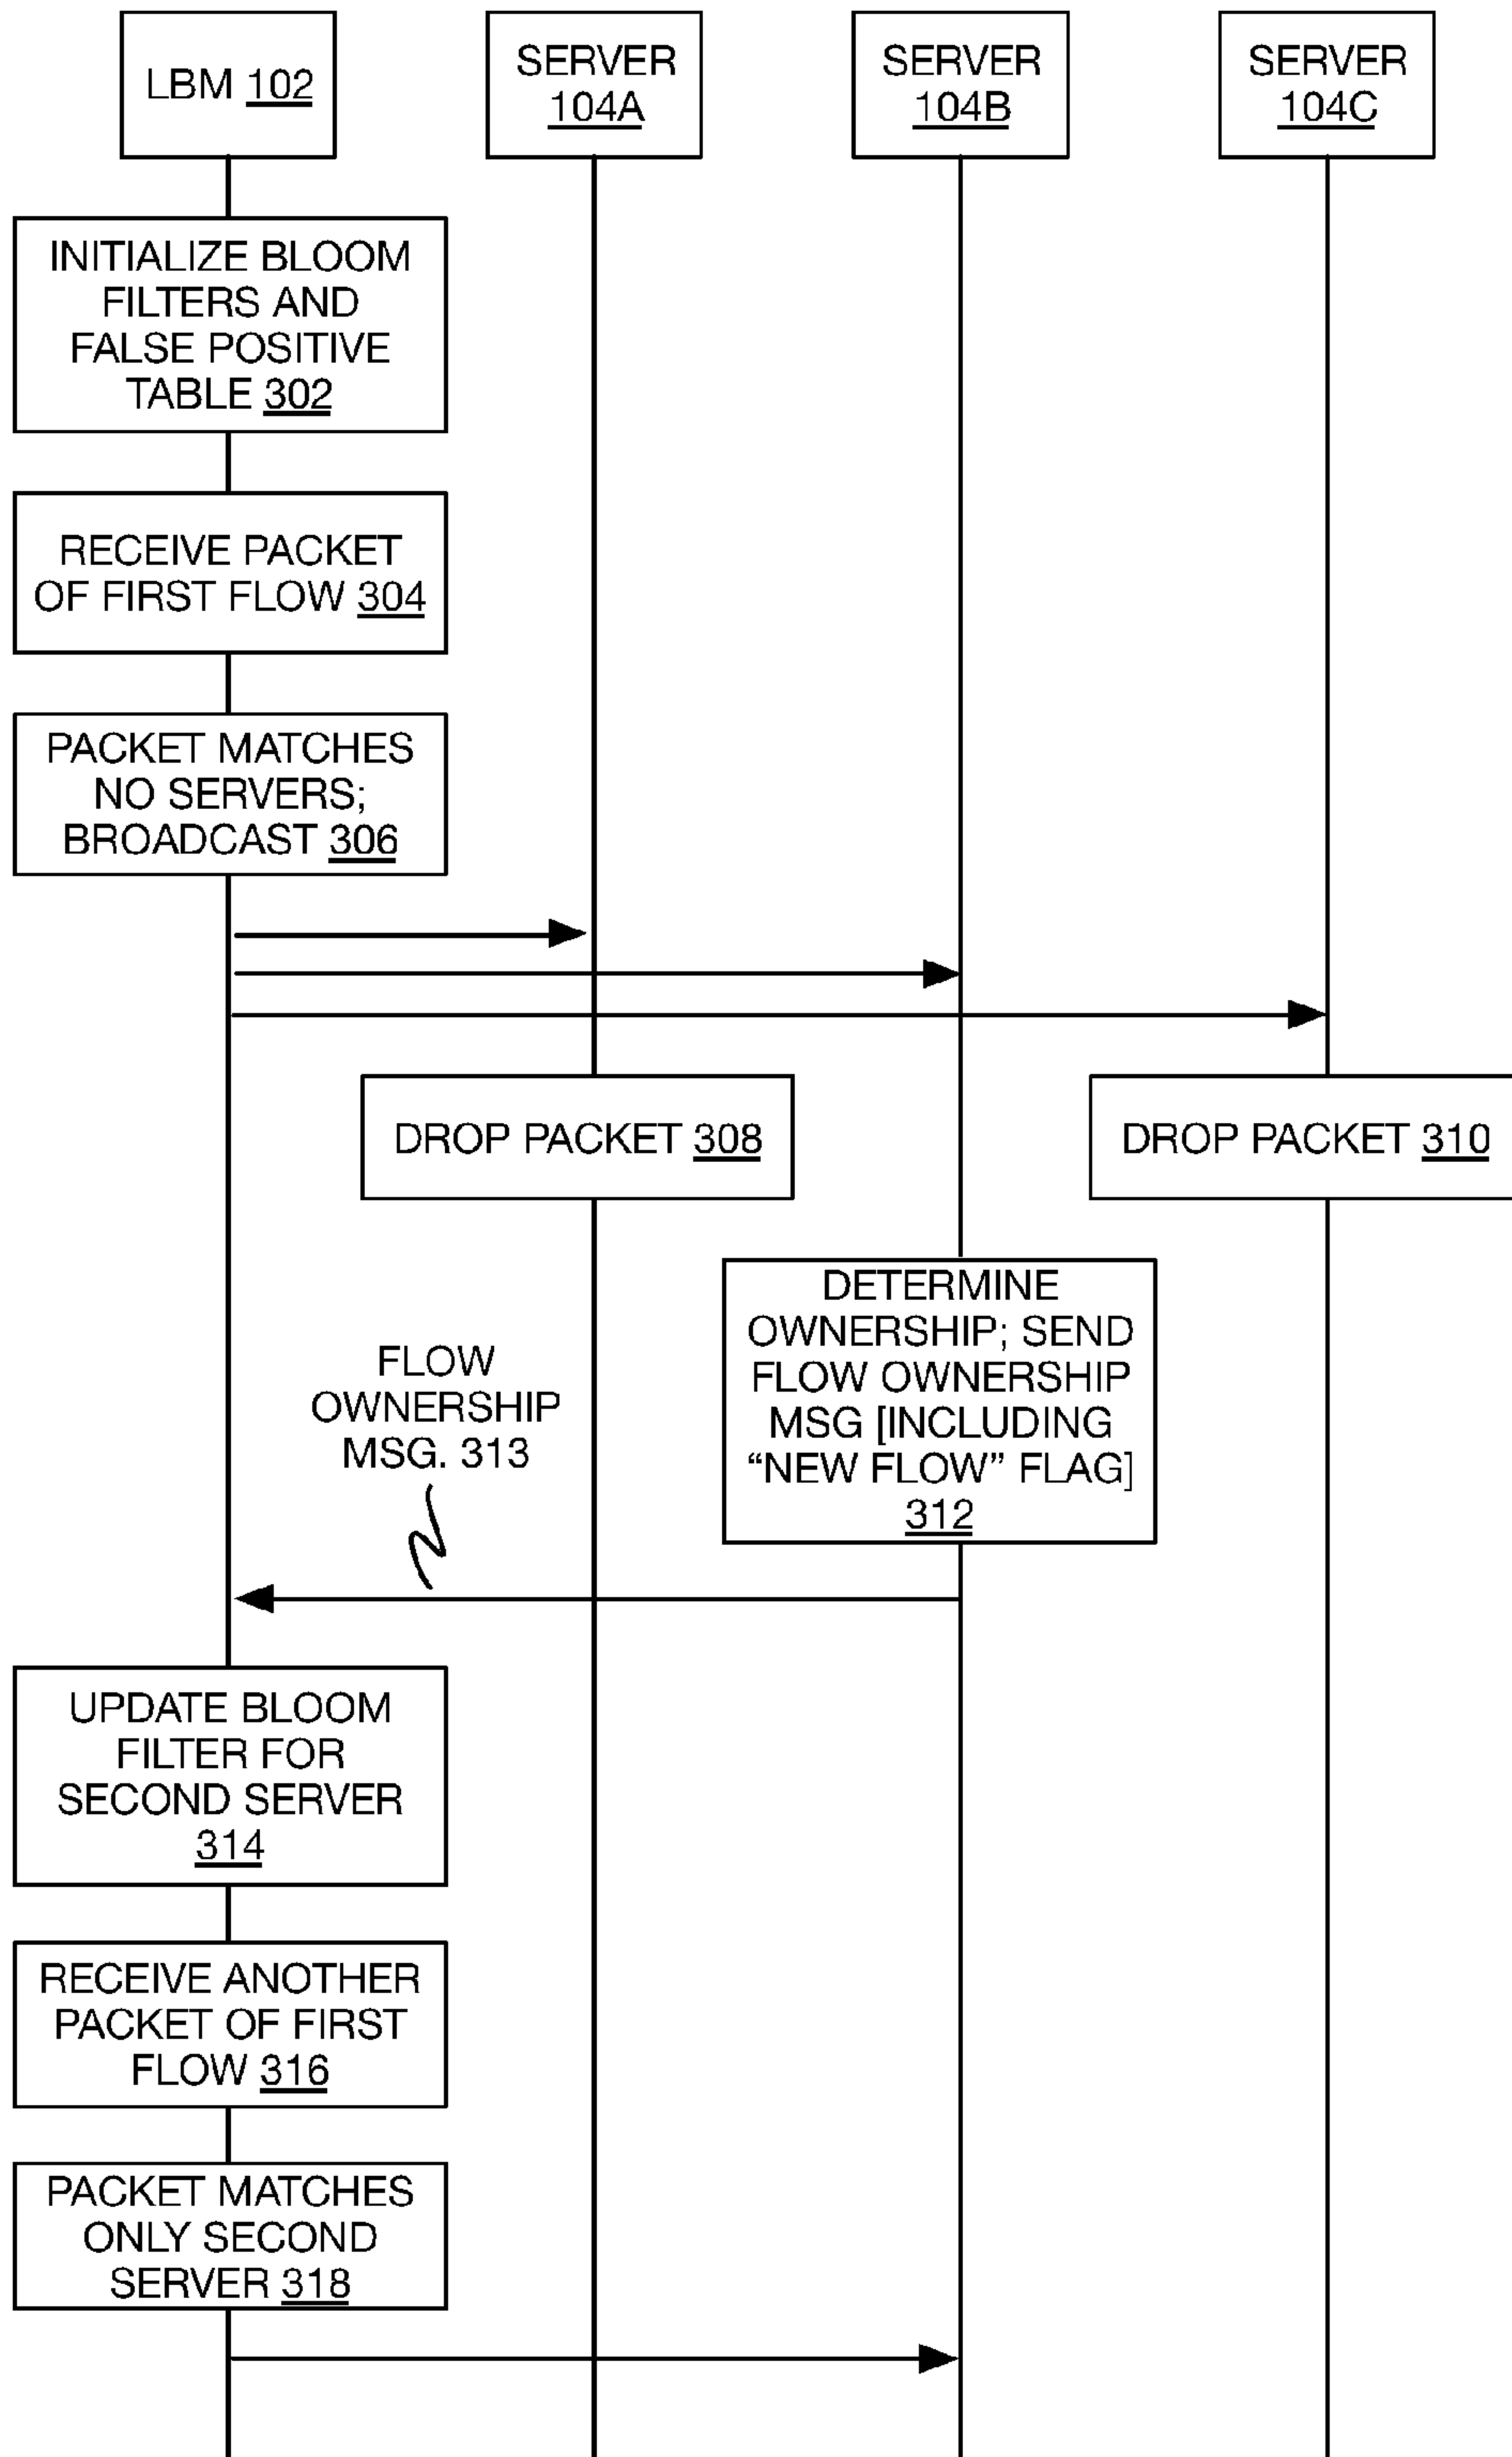 LBM 102
SERVER
104A
SERVER
104B
SERVER
104C
INITIALIZE BLOOM
FILTERS AND
FALSE POSITIVE
TABLE 302
RECEIVE PACKET
OF FIRST FLOW 304
PACKET MATCHES
NO SERVERS;
BROADCAST 306
DROP PACKET 308
DROP PACKET 310
DETERMINE
OWNERSHIP; SEND
FLOW OWNERSHIP
MSG [INCLUDING
“NEW FLOW” FLAG]
312
FLOW
OWNERSHIP
MSG. 313
UPDATE BLOOM
FILTER FOR
SECOND SERVER
314
RECEIVE ANOTHER
PACKET OF FIRST
FLOW 316
PACKET MATCHES
ONLY SECOND
SERVER 318